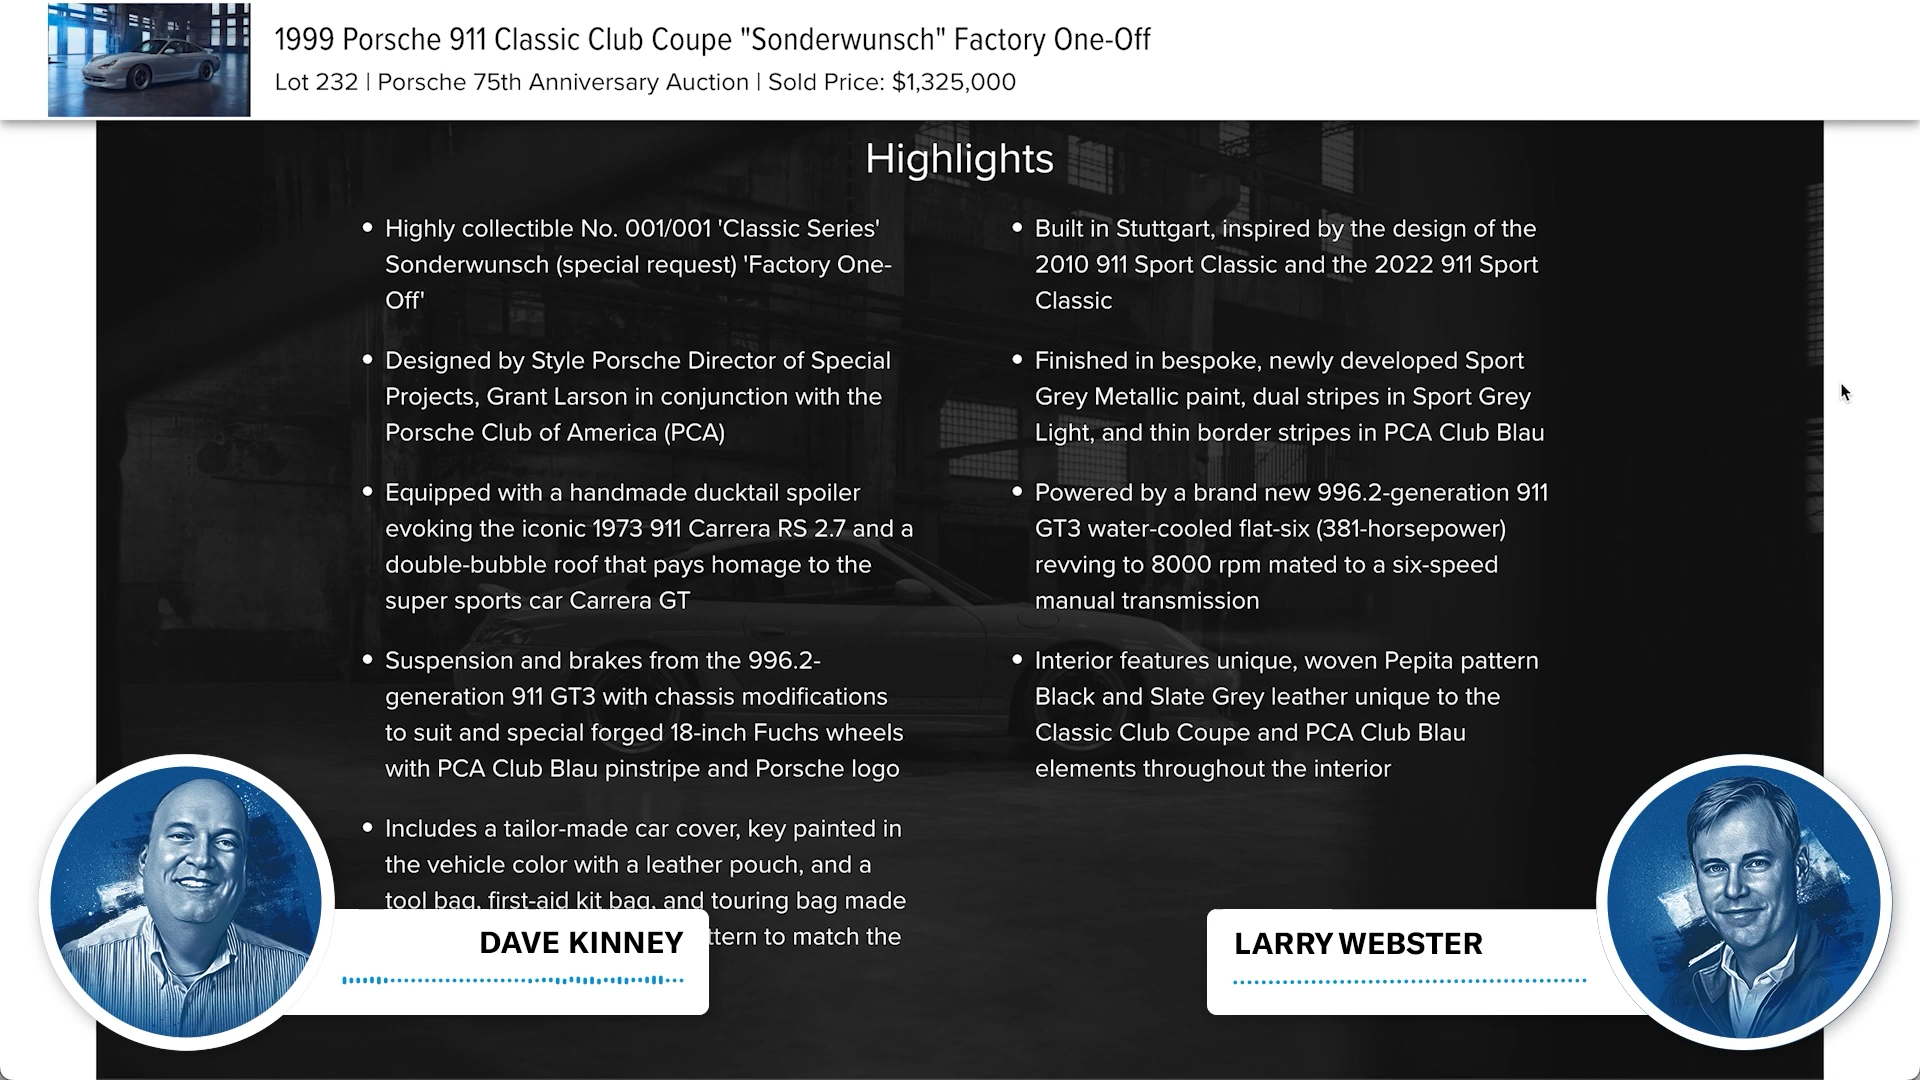 1999 Porsche 911 Classic Club Coupe "Sonderwunsch" Factory One-Off
Lot 232 | Porsche 75th Anniversary Auction | Sold Price: $1,325,000
Highlights
• Highly collectible No. 001/001 'Classic Series'
Sonderwunsch (special request) 'Factory One-
Off'
• Designed by Style Porsche Director of Special
Projects, Grant Larson in conjunction with the
Porsche Club of America (PCA)
• Equipped with a handmade ducktail spoiler
evoking the iconic 1973 911 Carrera RS 2.7 and a
double-bubble roof that pays homage to the
super sports car Carrera GT
• Suspension and brakes from the 996.2-
generation 911 GT3 with chassis modifications
to suit and special forged 18-inch Fuchs wheels
with PCA Club Blau pinstripe and Porsche logo
• Includes a tailor-made car cover, key painted in
the vehicle color with a leather pouch, and a
tool bag, first-aid kit bag, and touring bag made
to match the
• Built in Stuttgart, inspired by the design of the
2010 911 Sport Classic and the 2022 911 Sport
Classic
• Finished in bespoke, newly developed Sport
Grey Metallic paint, dual stripes in Sport Grey
Light, and thin border stripes in PCA Club Blau
• Powered by a brand new 996.2-generation 911
GT3 water-cooled flat-six (381-horsepower)
revving to 8000 rpm mated to a six-speed
manual transmission
• Interior features unique, woven Pepita pattern
Black and Slate Grey leather unique to the
Classic Club Coupe and PCA Club Blau
elements throughout the interior
DAVE KINNEY
LARRY WEBSTER